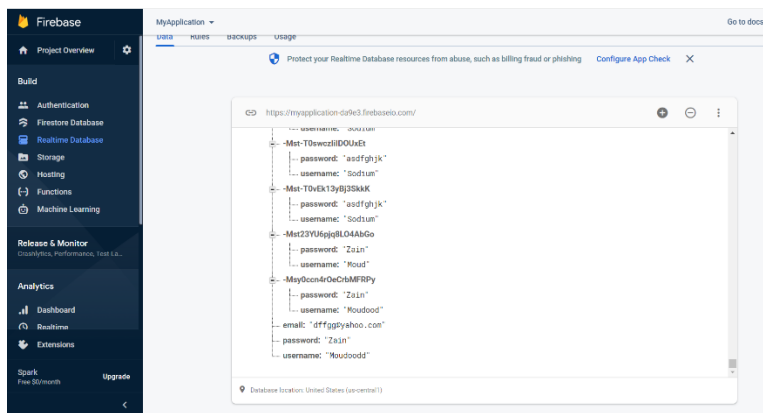 Firebase
MyApplication
Go to docs
Project Overview
Data Rules Backups Usage
Protect your Realtime Database resources from abuse, such as billing fraud or phishing Configure App Check
Build
Authentication
Firestore Database
Realtime Database
Storage
Hosting
Functions
Machine Learning
Release & Monitor
Crashlytics, Performance, Test La...
Analytics
Dashboard
Realtime
Extensions
Spark
Free $0/month
Upgrade
https://myapplication-da9e3.firebaseio.com/
username: "Sodium"
password: "asdfghjk"
username: "Sodium"
-Mst-T0vEk13yBj3SkkK
password: "asdfghjk"
username: "Sodium"
-Mst23YU6pjq8LO4AbGo
password: "Zain"
username: "Moud"
-Msy0ccn4rOeCrbMFRPy
password: "Zain"
username: "Moudood"
email: "dffgg@yahoo.com"
password: "Zain"
username: "Moudoodd"
Database location: United States (us-central1)